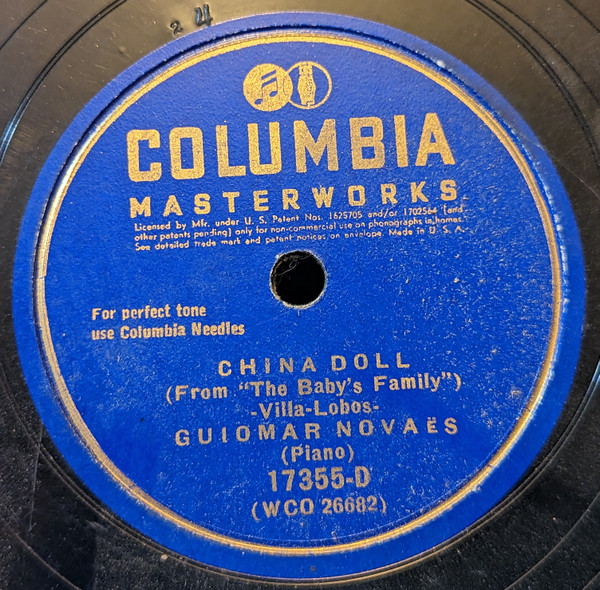 2 4
COLUMBIA
MASTERWORKS
Licensed by Mfr. under U. S. Patent Nos. 1625705 and/or 1702564 (and
other patents pending) only for non-commercial use on phonographs in homes.
See detailed trade mark and patent notices on envelope. Made in U. S. A.
For perfect tone
use Columbia Needles
CHINA DOLL
(From "The Baby's Family")
-Villa-Lobos-
GUIOMAR NOVAËS
(Piano)
17355-D
(WCO 26682)